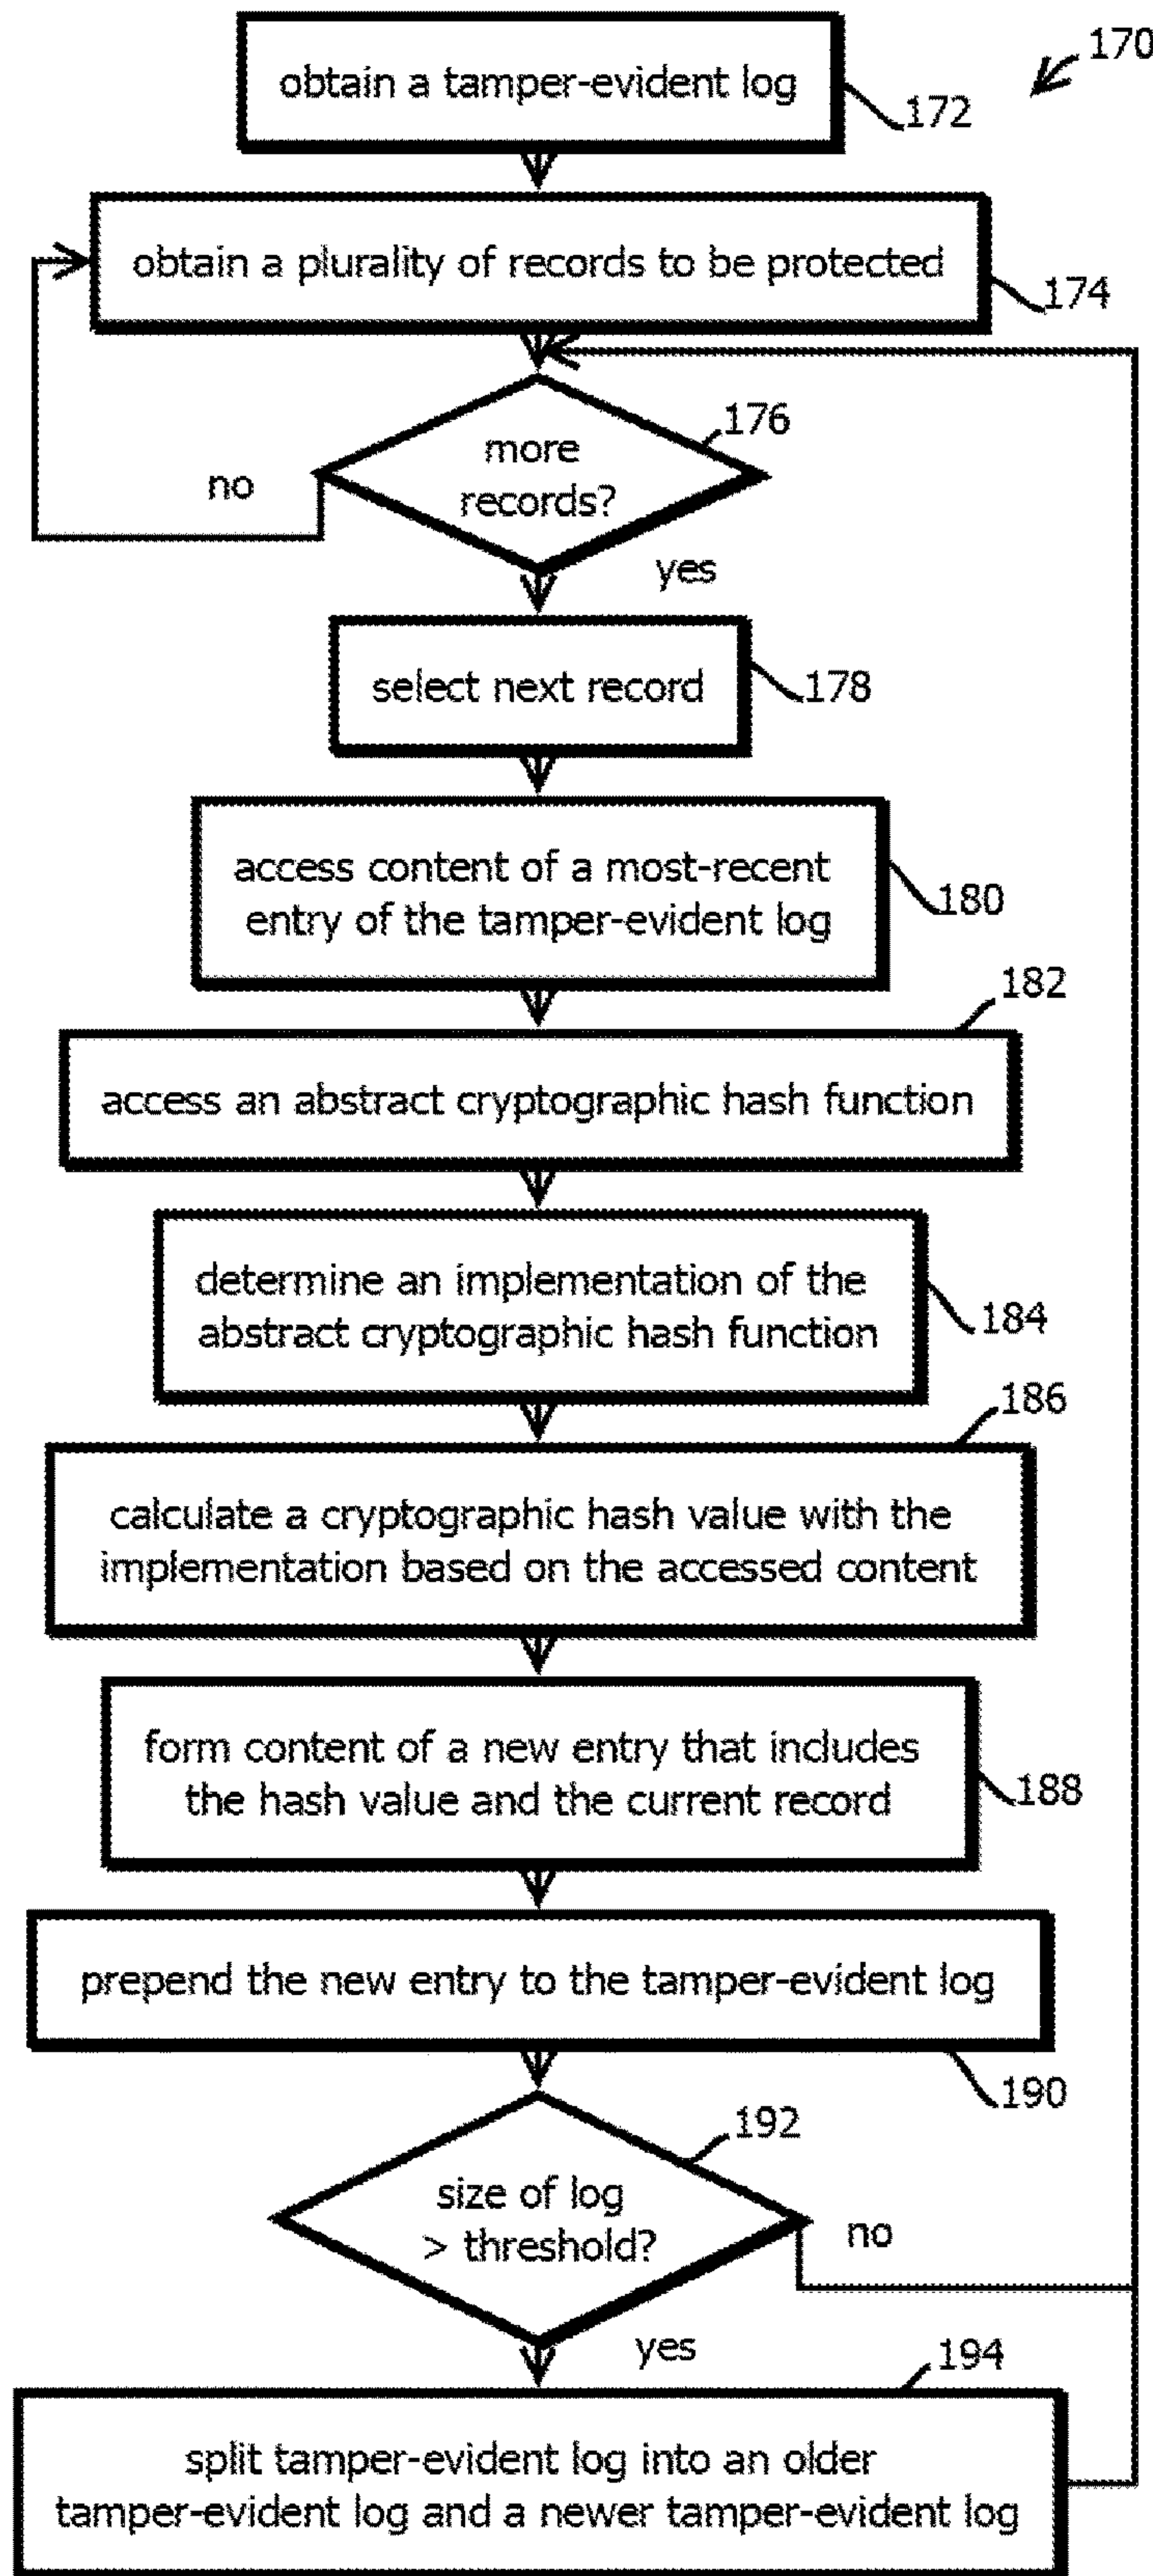 170
obtain a tamper-evident log
172
obtain a plurality of records to be protected
174
more
records?
176
no
yes
select next record
178
access content of a most-recent
entry of the tamper-evident log
180
182
access an abstract cryptographic hash function
determine an implementation of the
abstract cryptographic hash function
184
186
calculate a cryptographic hash value with the
implementation based on the accessed content
form content of a new entry that includes
the hash value and the current record
188
prepend the new entry to the tamper-evident log
190
192
size of log
> threshold?
no
yes
194
split tamper-evident log into an older
tamper-evident log and a newer tamper-evident log